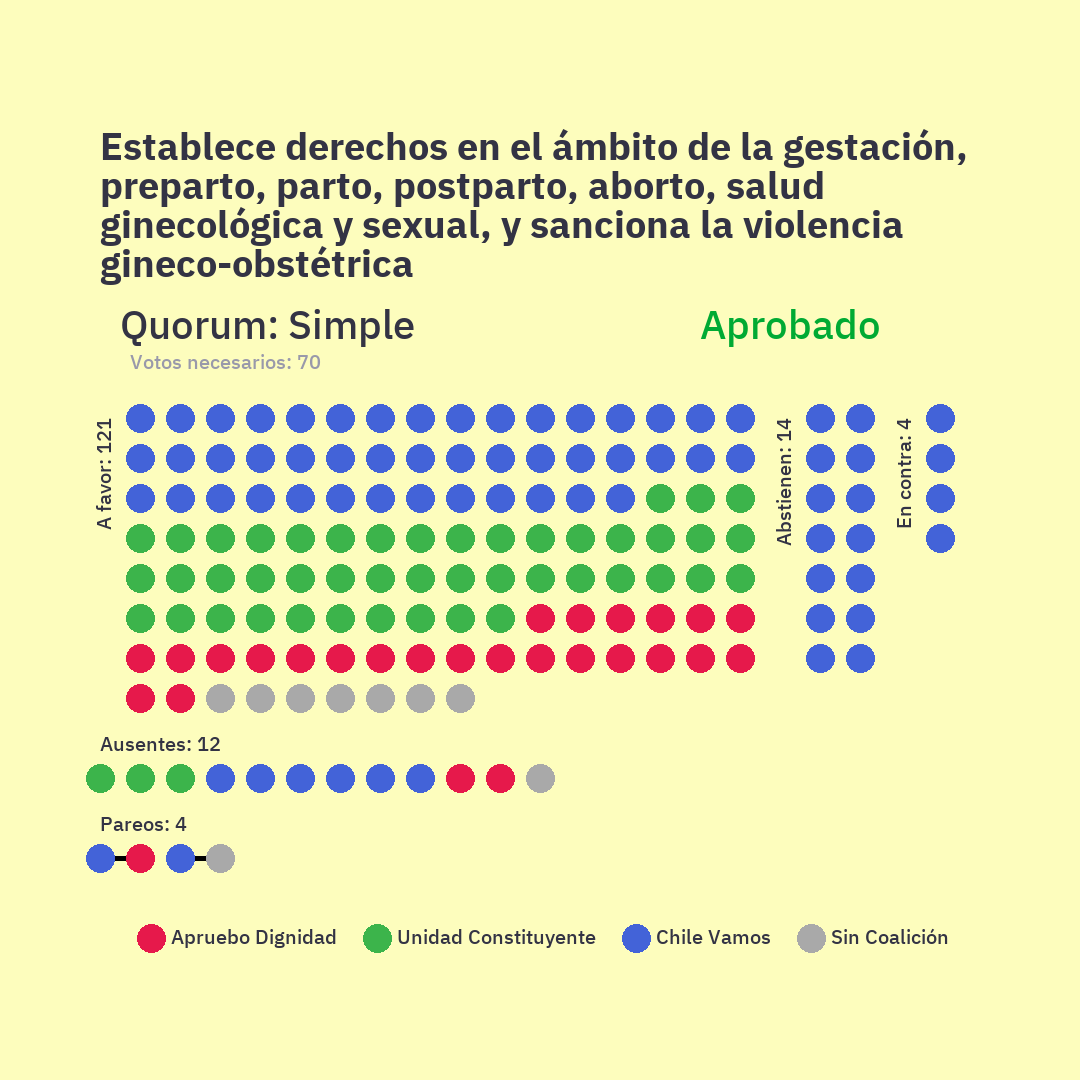 Establece derechos en el ámbito de la gestación,
preparto, parto, postparto, aborto, salud
ginecológica y sexual, y sanciona la violencia
gineco-obstétrica
Quorum: Simple
Aprobado
Votos necesarios: 70
A favor: 121
Abstienen: 14
En contra: 4
Ausentes: 12
Pareos: 4
Apruebo Dignidad
Unidad Constituyente
Chile Vamos
Sin Coalición